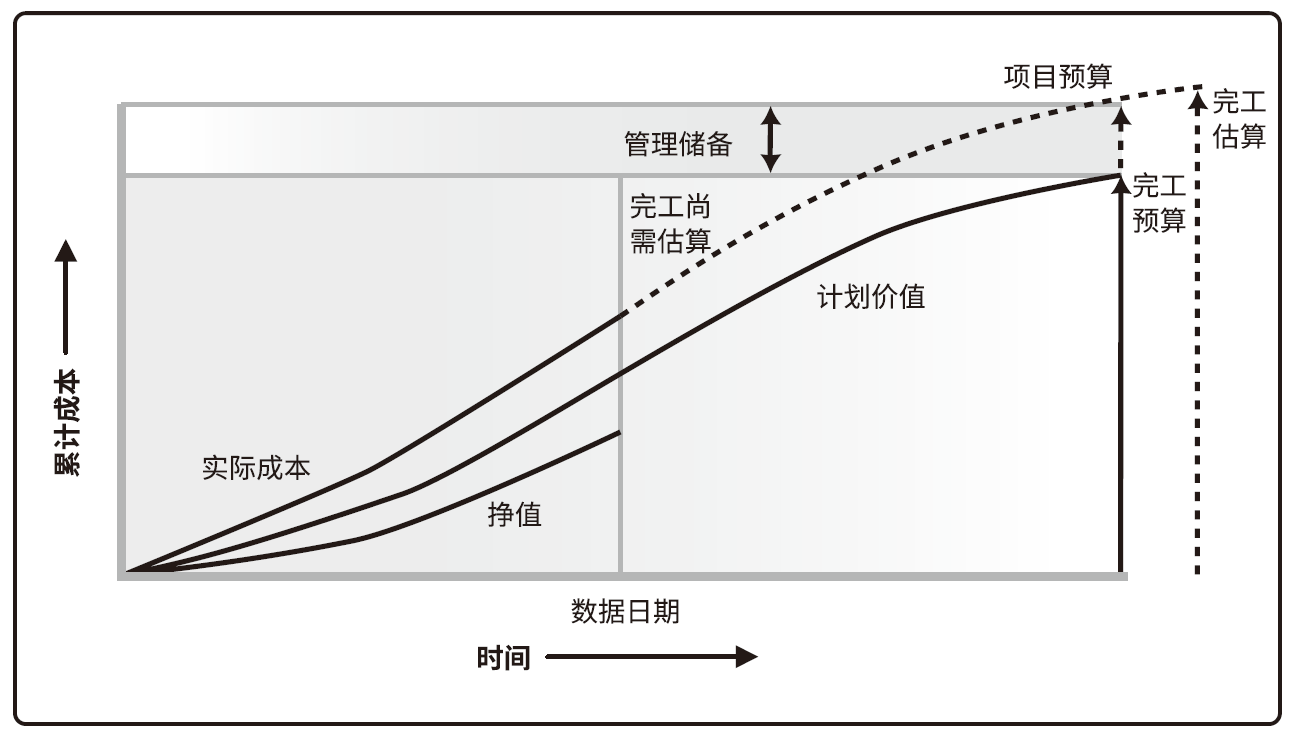 项目预算
完工
估算
管理储备
完工
预算
完工尚
需估算
计划价值
累计成本
实际成本
挣值
数据日期
时间